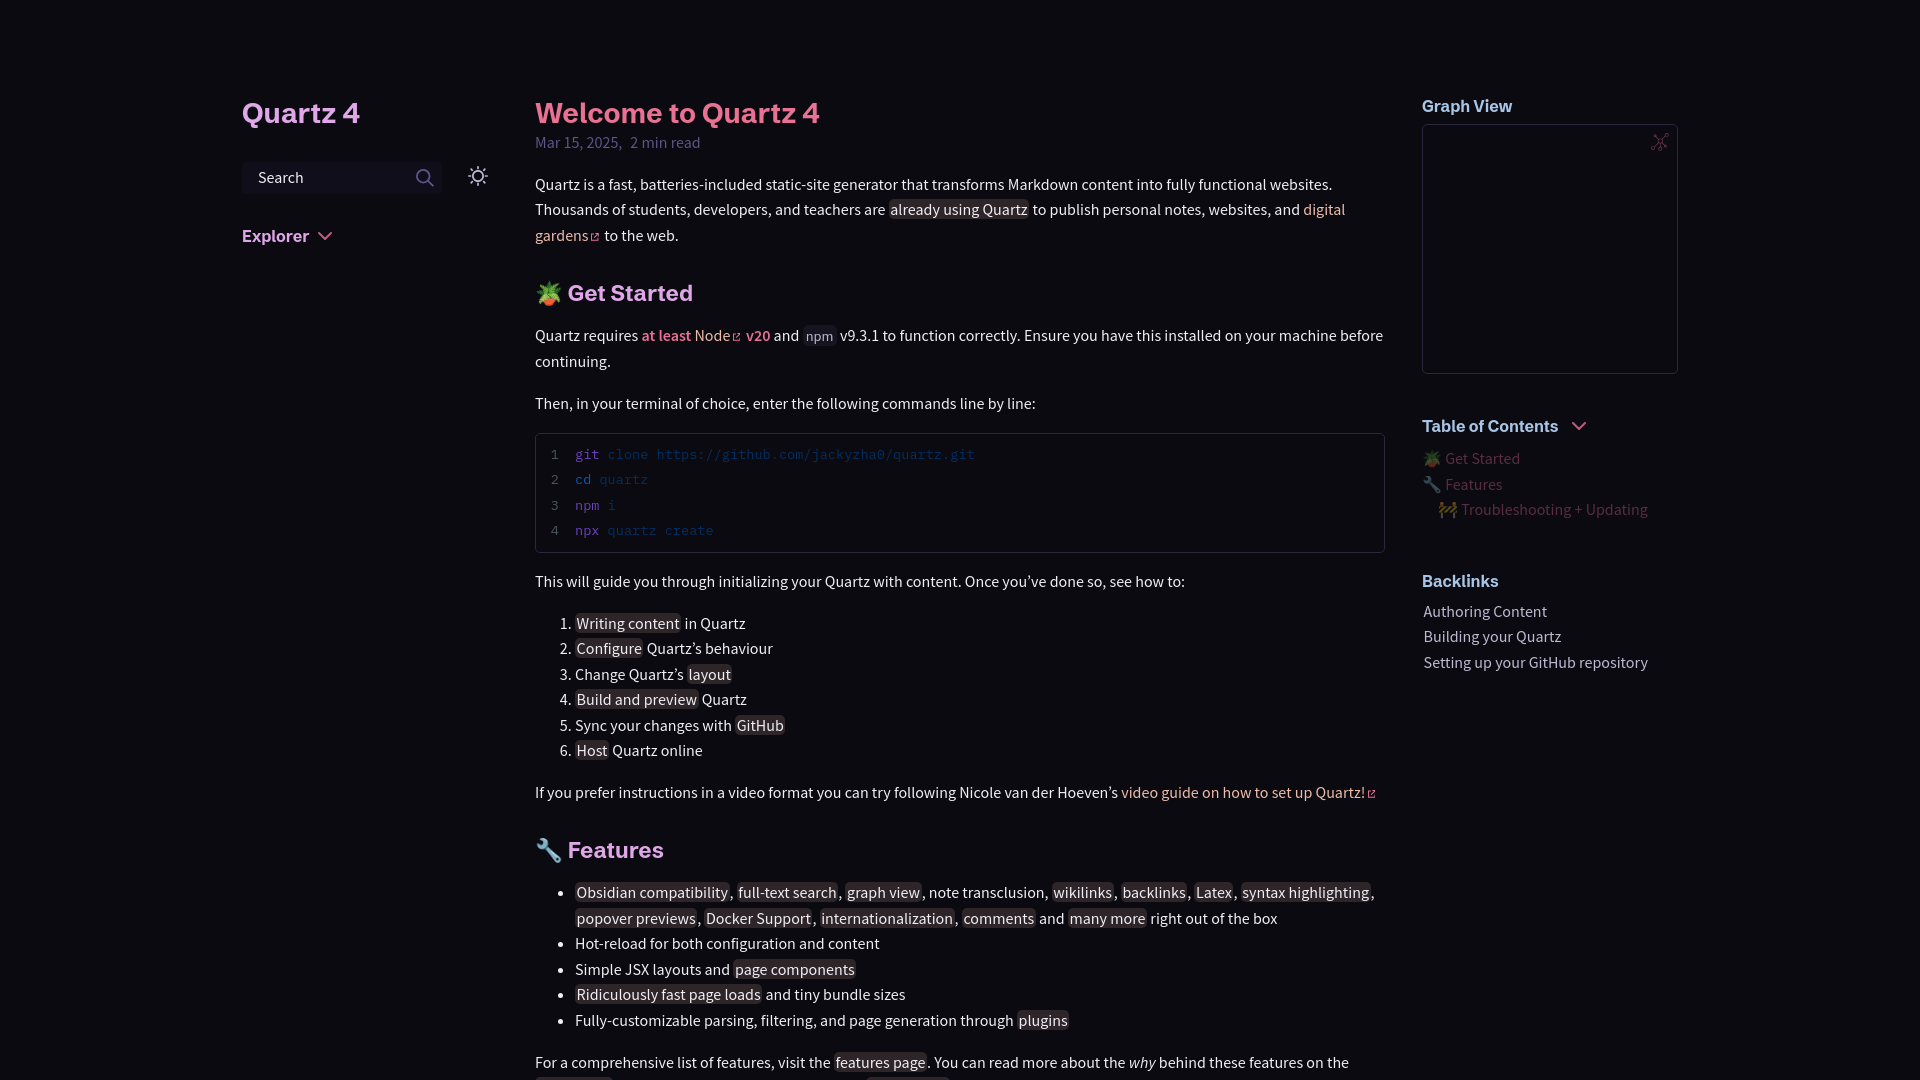 Quartz 4
Search
Explorer
Welcome to Quartz 4
Mar 15, 2025, 2 min read
Quartz is a fast, batteries-included static-site generator that transforms Markdown content into fully functional websites.
Thousands of students, developers, and teachers are already using Quartz to publish personal notes, websites, and digital
gardens to the web.
🪴 Get Started
Quartz requires at least Node v20 and npm v9.3.1 to function correctly. Ensure you have this installed on your machine before
continuing.
Then, in your terminal of choice, enter the following commands line by line:
1 git clone https://github.com/jackyzha0/quartz.git
2 cd quartz
3 npm i
4 npx quartz create
This will guide you through initializing your Quartz with content. Once you’ve done so, see how to:
1. Writing content in Quartz
2. Configure Quartz’s behaviour
3. Change Quartz’s layout
4. Build and preview Quartz
5. Sync your changes with GitHub
6. Host Quartz online
If you prefer instructions in a video format you can try following Nicole van der Hoeven’s video guide on how to set up Quartz!
🔧 Features
• Obsidian compatibility, full-text search, graph view, note transclusion, wikilinks, backlinks, Latex, syntax highlighting,
popover previews, Docker Support, internationalization, comments and many more right out of the box
• Hot-reload for both configuration and content
• Simple JSX layouts and page components
• Ridiculously fast page loads and tiny bundle sizes
• Fully-customizable parsing, filtering, and page generation through plugins
For a comprehensive list of features, visit the features page. You can read more about the why behind these features on the
Graph View
Table of Contents
🪴 Get Started
🔧 Features
🚧 Troubleshooting + Updating
Backlinks
Authoring Content
Building your Quartz
Setting up your GitHub repository